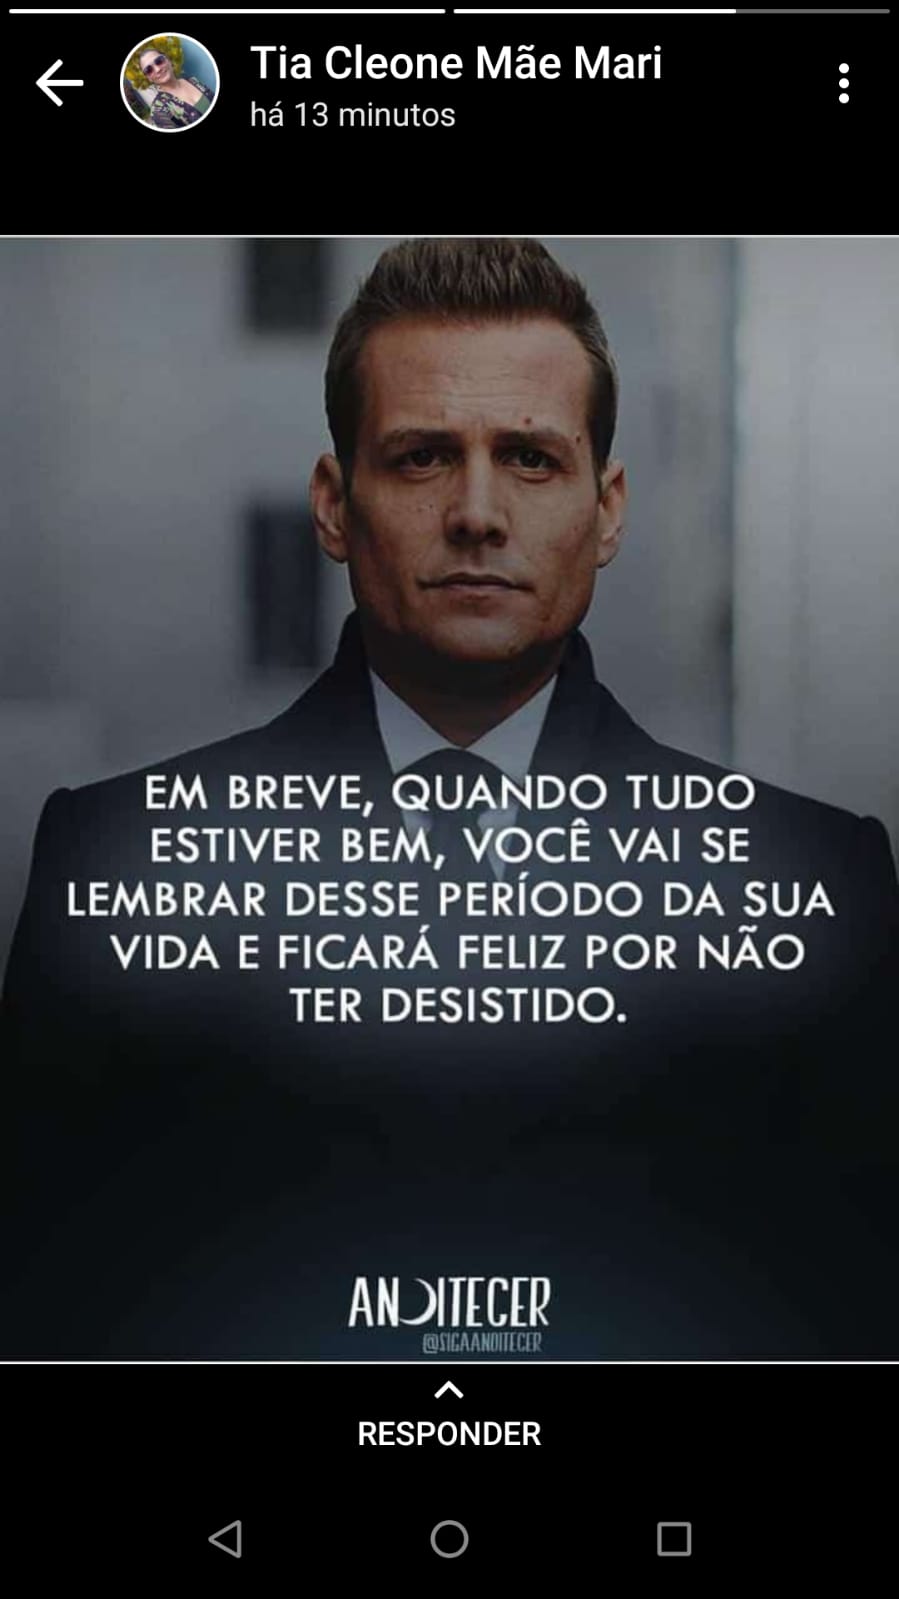 Tia Cleone Mãe Mari
há 13 minutos
EM BREVE, QUANDO TUDO
ESTIVER BEM, VOCÊ VAI SE
LEMBRAR DESSE PERÍODO DA SUA
VIDA E FICARÁ FELIZ POR NÃO
TER DESISTIDO.
ANOITECER
@SIGAANOITECER
RESPONDER